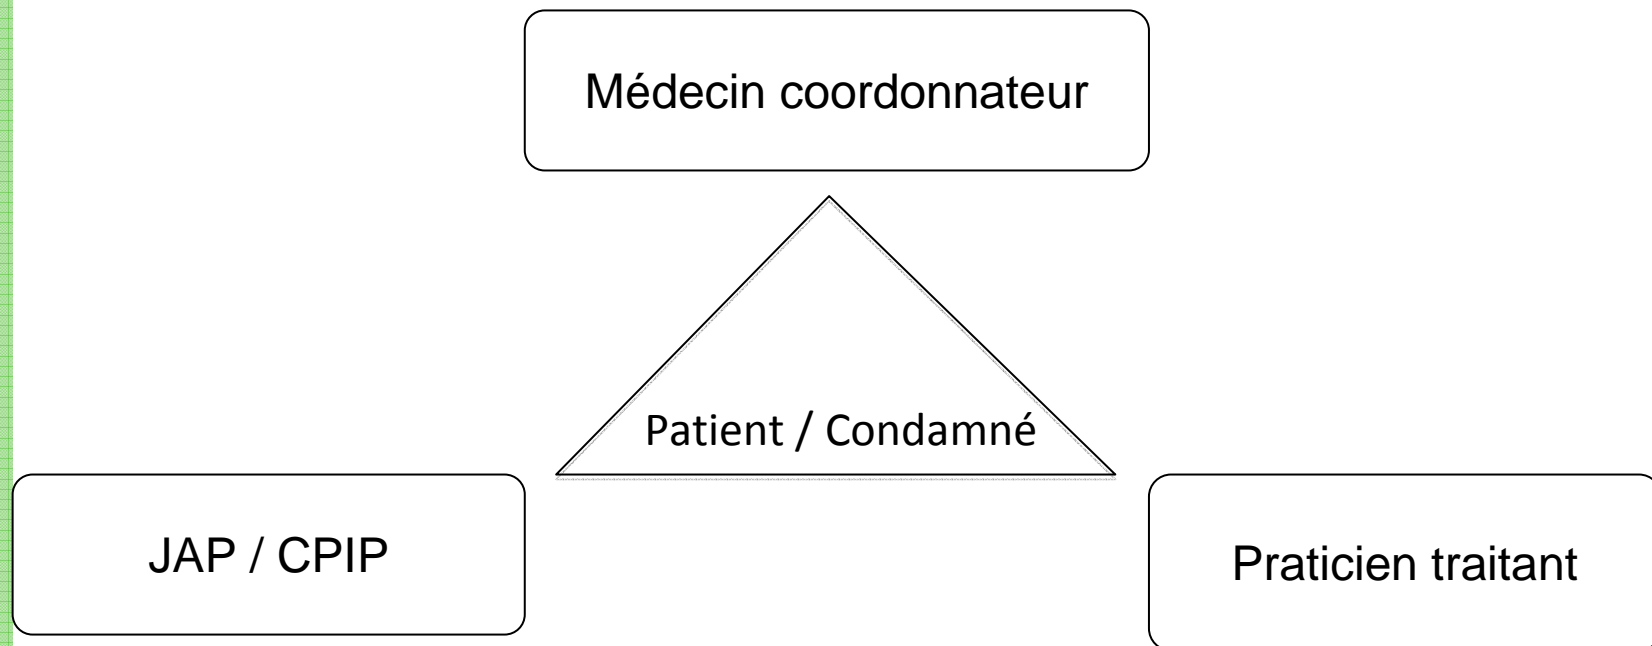 Médecin coordonnateur
Patient / Condamné
JAP / CPIP
Praticien traitant